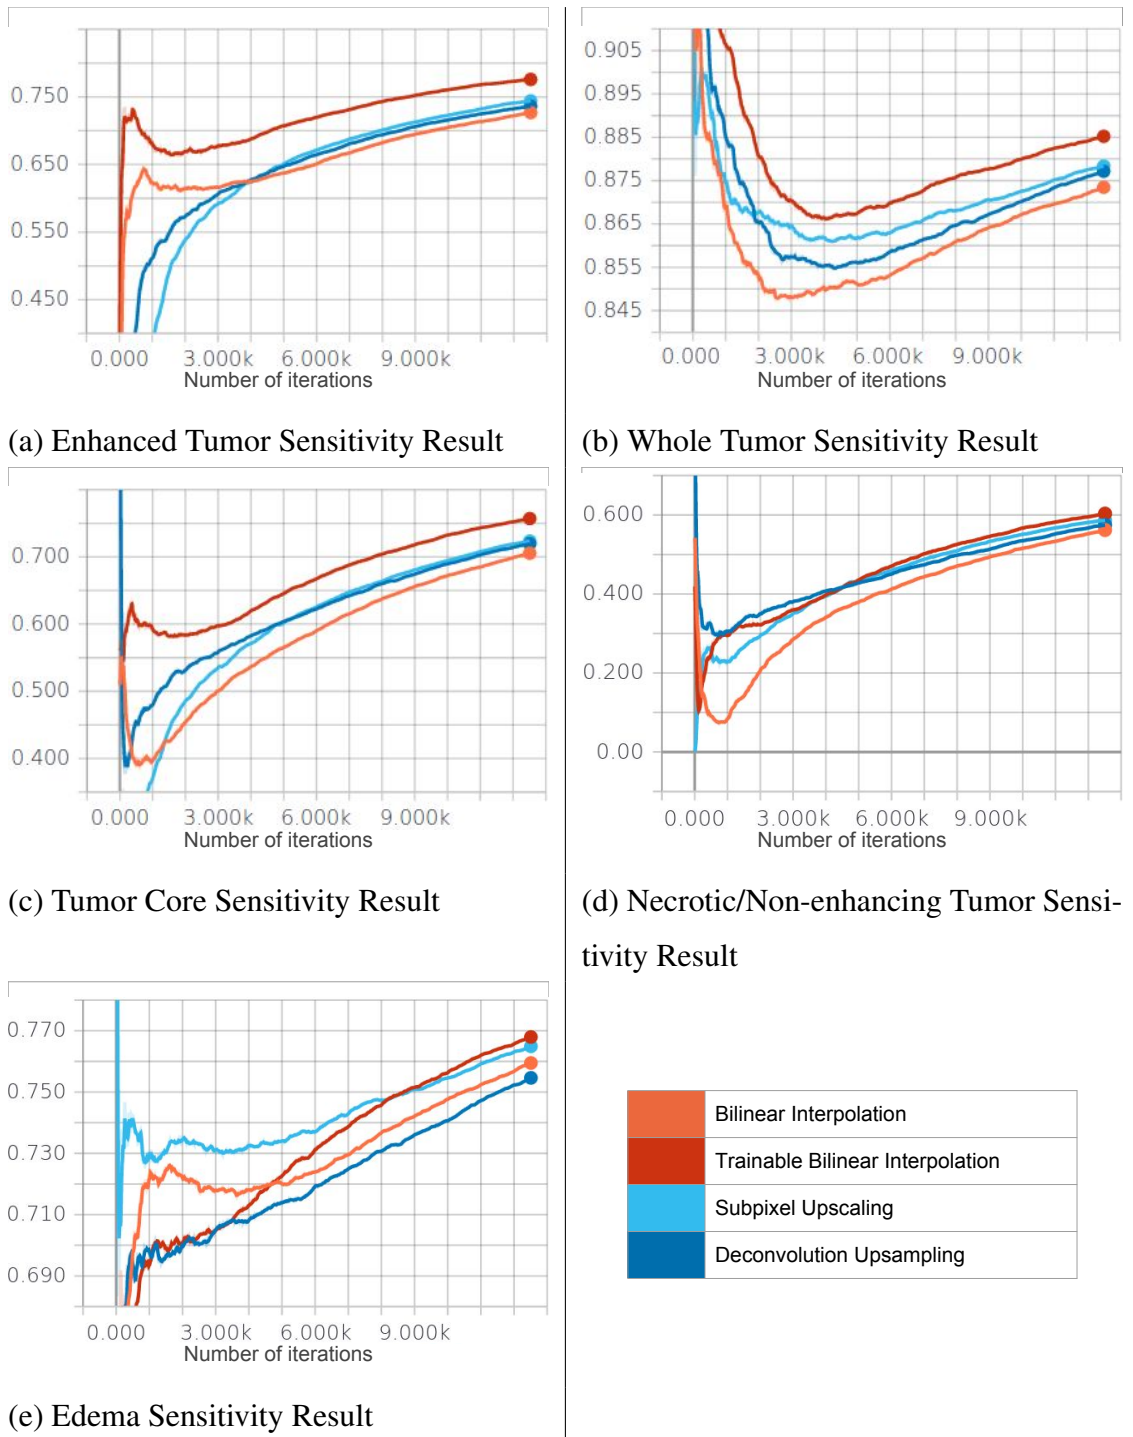 0.750
0.650
0.550
0.450
0.000 3.000k 6.000k 9.000k
Number of iterations
(a) Enhanced Tumor Sensitivity Result
0.905
0.895
0.885
0.875
0.865
0.855
0.845
0.000 3.000k 6.000k 9.000k
Number of iterations
(b) Whole Tumor Sensitivity Result
0.700
0.600
0.500
0.400
0.000 3.000k 6.000k 9.000k
Number of iterations
(c) Tumor Core Sensitivity Result
0.600
0.400
0.200
0.00
0.000 3.000k 6.000k 9.000k
Number of iterations
(d) Necrotic/Non-enhancing Tumor Sensi-
tivity Result
0.770
0.750
0.730
0.710
0.690
0.000 3.000k 6.000k 9.000k
Number of iterations
(e) Edema Sensitivity Result
Bilinear Interpolation
Trainable Bilinear Interpolation
Subpixel Upscaling
Deconvolution Upsampling